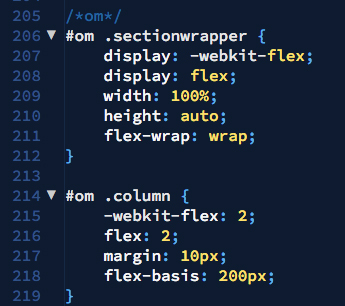 205 /*om*/
206 ▼ #om .sectionwrapper {
207 display: -webkit-flex;
208 display: flex;
209 width: 100%;
210 height: auto;
211 flex-wrap: wrap;
212 }
213
214 ▼ #om .column {
215 -webkit-flex: 2;
216 flex: 2;
217 margin: 10px;
218 flex-basis: 200px;
219 }